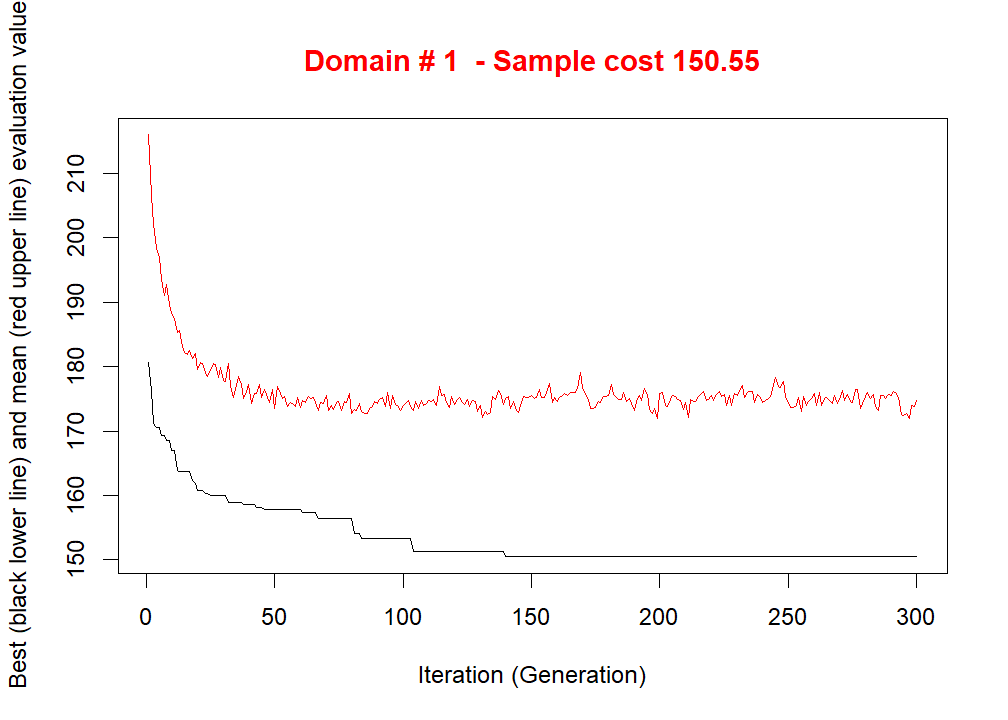 Domain # 1  - Sample cost 150.55
Best (black lower line) and mean (red upper line) evaluation value
210
200
190
180
170
160
150
0 50 100 150 200 250 300
Iteration (Generation)